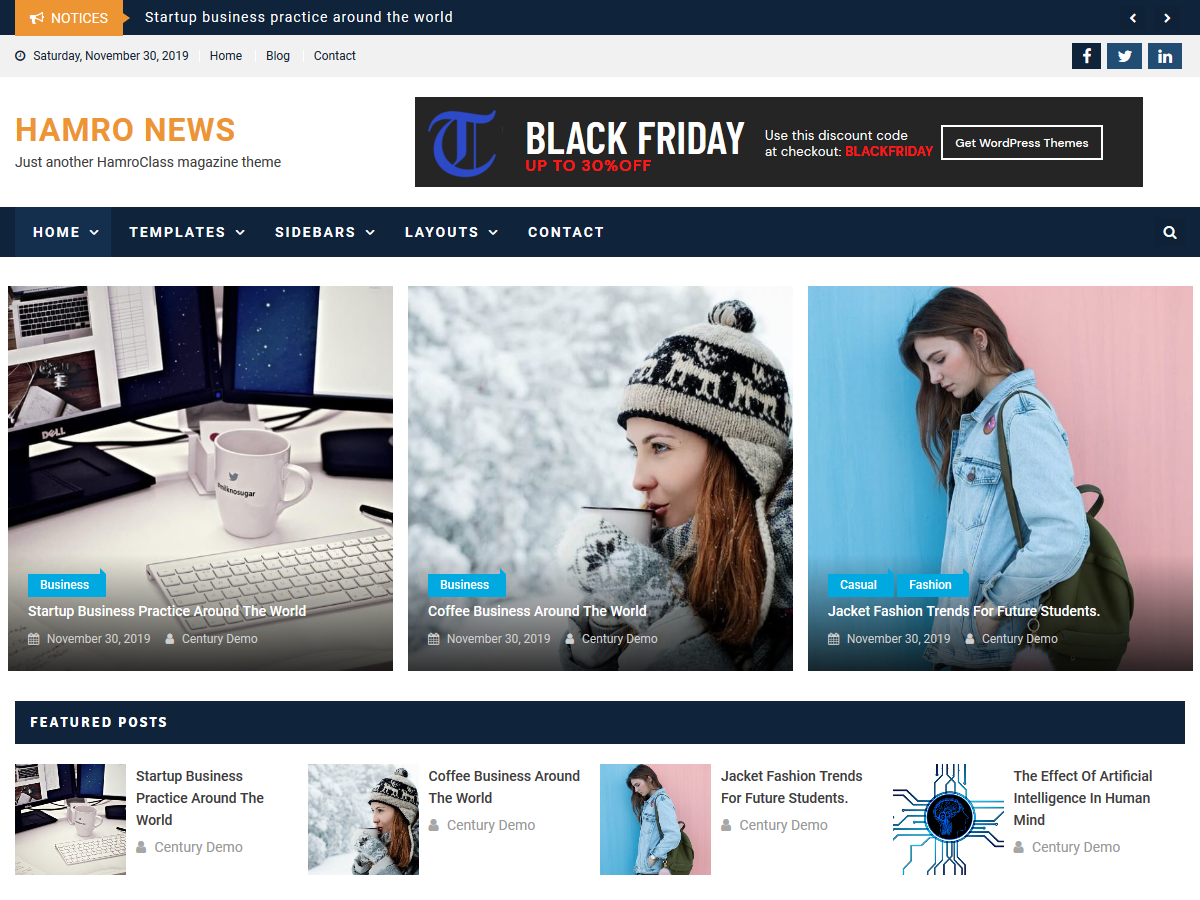 NOTICES
Startup business practice around the world
Saturday, November 30, 2019
Home
Blog
Contact
HAMRO NEWS
Just another HamroClass magazine theme
BLACK FRIDAY
UP TO 30%OFF
Use this discount code
at checkout: BLACKFRIDAY
Get WordPress Themes
HOME
TEMPLATES
SIDEBARS
LAYOUTS
CONTACT
DELL
#milknosugar
Business
Startup Business Practice Around The World
November 30, 2019 Century Demo
Business
Coffee Business Around The World
November 30, 2019 Century Demo
Casual
Fashion
Jacket Fashion Trends For Future Students.
November 30, 2019 Century Demo
FEATURED POSTS
Startup Business
Practice Around The
World
Century Demo
Coffee Business Around
The World
Century Demo
Jacket Fashion Trends
For Future Students.
Century Demo
The Effect Of Artificial
Intelligence In Human
Mind
Century Demo